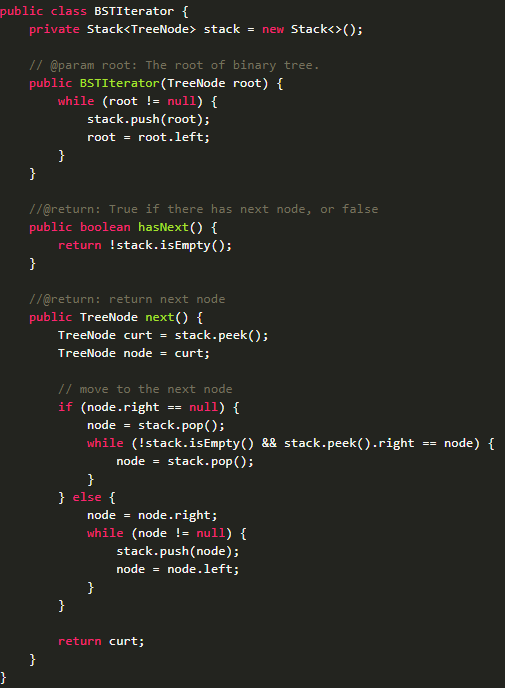 public class BSTIterator {
    private Stack<TreeNode> stack = new Stack<>();

    // @param root: The root of binary tree.
    public BSTIterator(TreeNode root) {
        while (root != null) {
            stack.push(root);
            root = root.left;
        }
    }

    //@return: True if there has next node, or false
    public boolean hasNext() {
        return !stack.isEmpty();
    }

    //@return: return next node
    public TreeNode next() {
        TreeNode curt = stack.peek();
        TreeNode node = curt;

        // move to the next node
        if (node.right == null) {
            node = stack.pop();
            while (!stack.isEmpty() && stack.peek().right == node) {
                node = stack.pop();
            }
        } else {
            node = node.right;
            while (node != null) {
                stack.push(node);
                node = node.left;
            }
        }

        return curt;
    }
}